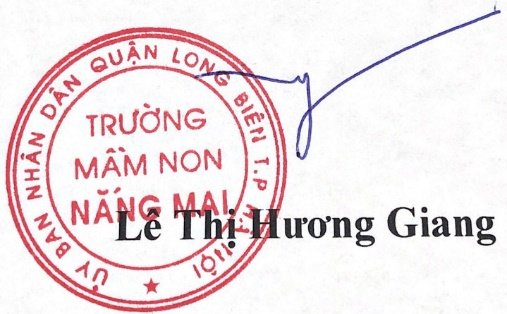 ỦY BAN NHÂN DÂN QUẬN LONG BIÊN T.P HÀ NỘI
TRƯỜNG
MẦM NON
NẮNG MAI
Lê Thị Hương Giang